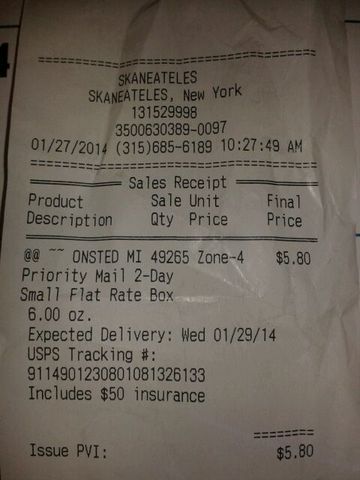 SKANEATELES
SKANEATELES, New York
131529998
3500630389-0097
01/27/2014 (315)685-6189 10:27:49 AM
Sales Receipt
Product Sale Unit Final
Description Qty Price Price
@@ ~~ ONSTED MI 49265 Zone-4 $5.80
Priority Mail 2-Day
Small Flat Rate Box
6.00 oz.
Expected Delivery: Wed 01/29/14
USPS Tracking #:
9114901230801081326133
Includes $50 insurance
Issue PVI: $5.80